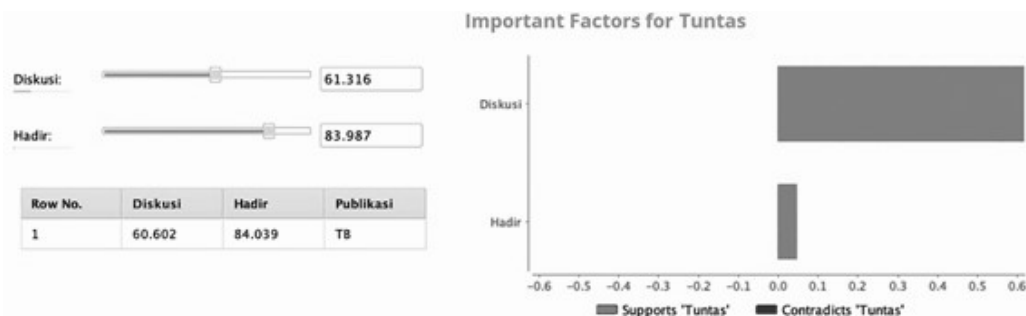 Important Factors for Tuntas
Diskusi: 61.316
Hadir: 83.987
Row No. Diskusi Hadir Publikasi
1 60.602 84.039 TB
Diskusi
Hadir
-0.6 -0.5 -0.4 -0.3 -0.2 -0.1 0.0 0.1 0.2 0.3 0.4 0.5 0.6
Supports 'Tuntas' Contradicts 'Tuntas'